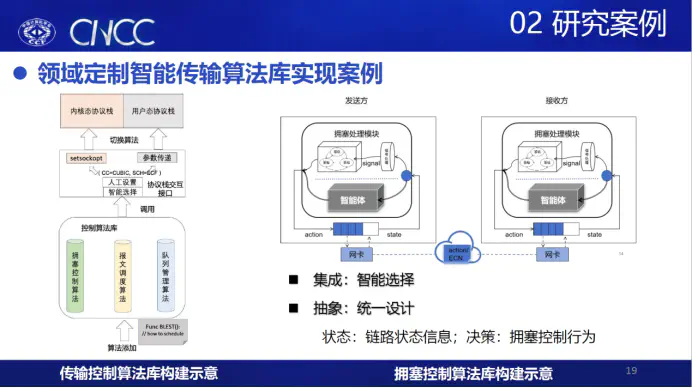 CCF
CNCC
02 研究案例
领域定制智能传输算法库实现案例
内核态协议栈
用户态协议栈
切换算法
setsockopt
参数传递
( CC=CUBIC, SCH=ECF )
人工设置
智能选择
协议栈交互
接口
调用
控制算法库
拥塞控制算法
报文调度算法
队列管理算法
Func BLEST():
// how to schedule
算法添加
发送方
接收方
拥塞处理模块
signal
智能体
action
state
网卡
action/
ECN
拥塞处理模块
signal
智能体
action
state
网卡
集成：智能选择
抽象：统一设计
状态：链路状态信息；决策：拥塞控制行为
传输控制算法库构建示意
拥塞控制算法库构建示意
19